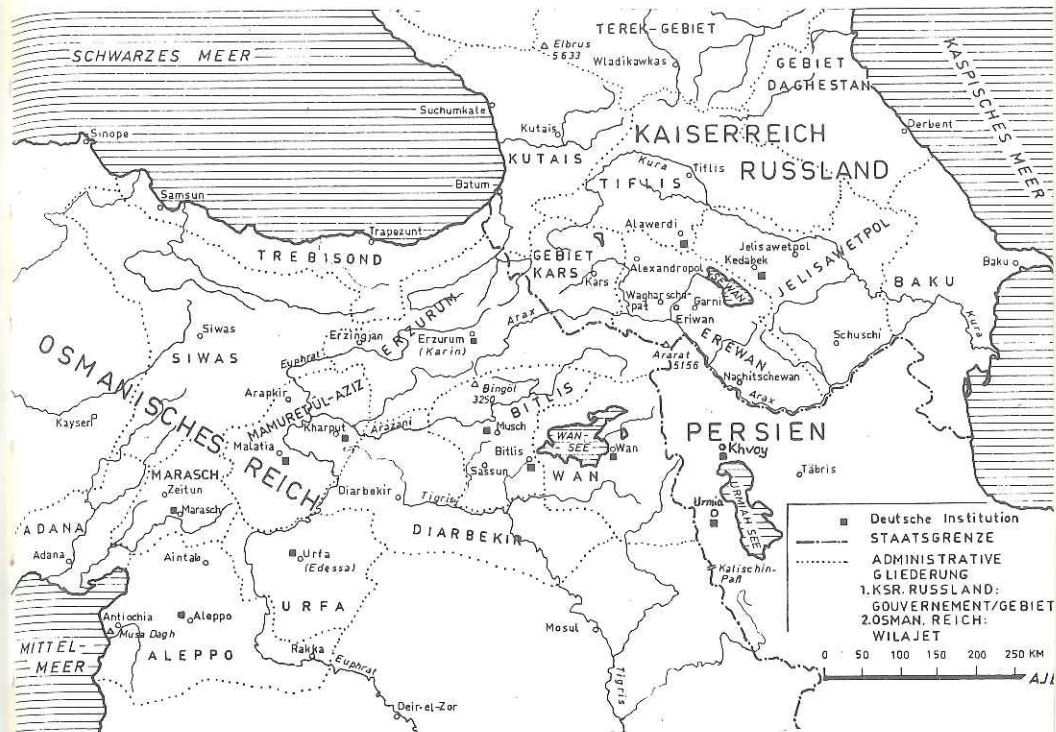 TEREK-GEBIET
Elbrus
5633
Wladikawkas
GEBIET
DAGHESTAN
SCHWARZES MEER
KASPISCHES MEER
Suchumkale
Derbent
Kutais
KAISERREICH
RUSSLAND
Sinope
KUTAIS
Kura
Tiflis
TIFLIS
Batum
Samsun
Trapezunt
Alawerdi
TREBISOND
GEBIET
KARS
Jelisawetpol
Kedabek
JELISAWETPOL
Alexandropol
Kars
SEWAN
Baku
BAKU
Wagharscha-
pat
Garni
Eriwan
Kura
Arax
ERZURUM
Siwas
SIWAS
Erzingjan
Erzurum
(Karin)
Euphrat
EREWAN
Schuschi
Ararat
5156
Nachitschewan
Arax
OSMANISCHES REICH
Arapkir
MAMUREPÜL-AZIZ
Bingöl
3250
BITLIS
Kayseri
Kharput
Arazani
Musch
WAN-
SEE
Wan
PERSIEN
Khvoy
Malatia
Bitlis
Sassun
WAN
Täbris
MARASCH
Zeitun
Marasch
Diarbekir
Tigris
Urmia
URMIAH SEE
ADANA
Adana
Aintab
DIARBEKIR
Urfa
(Edessa)
URFA
Kalischin-
Paß
Antiochia
Musa Dagh
Aleppo
ALEPPO
Mosul
MITTEL-
MEER
Rakka
Euphrat
Tigris
Deir-el-Zor
Deutsche Institution
STAATSGRENZE
ADMINISTRATIVE
GLIEDERUNG
1.KSR. RUSSLAND:
GOUVERNEMENT/GEBIET
2.OSMAN. REICH:
WILAJET
0 50 100 150 200 250 KM